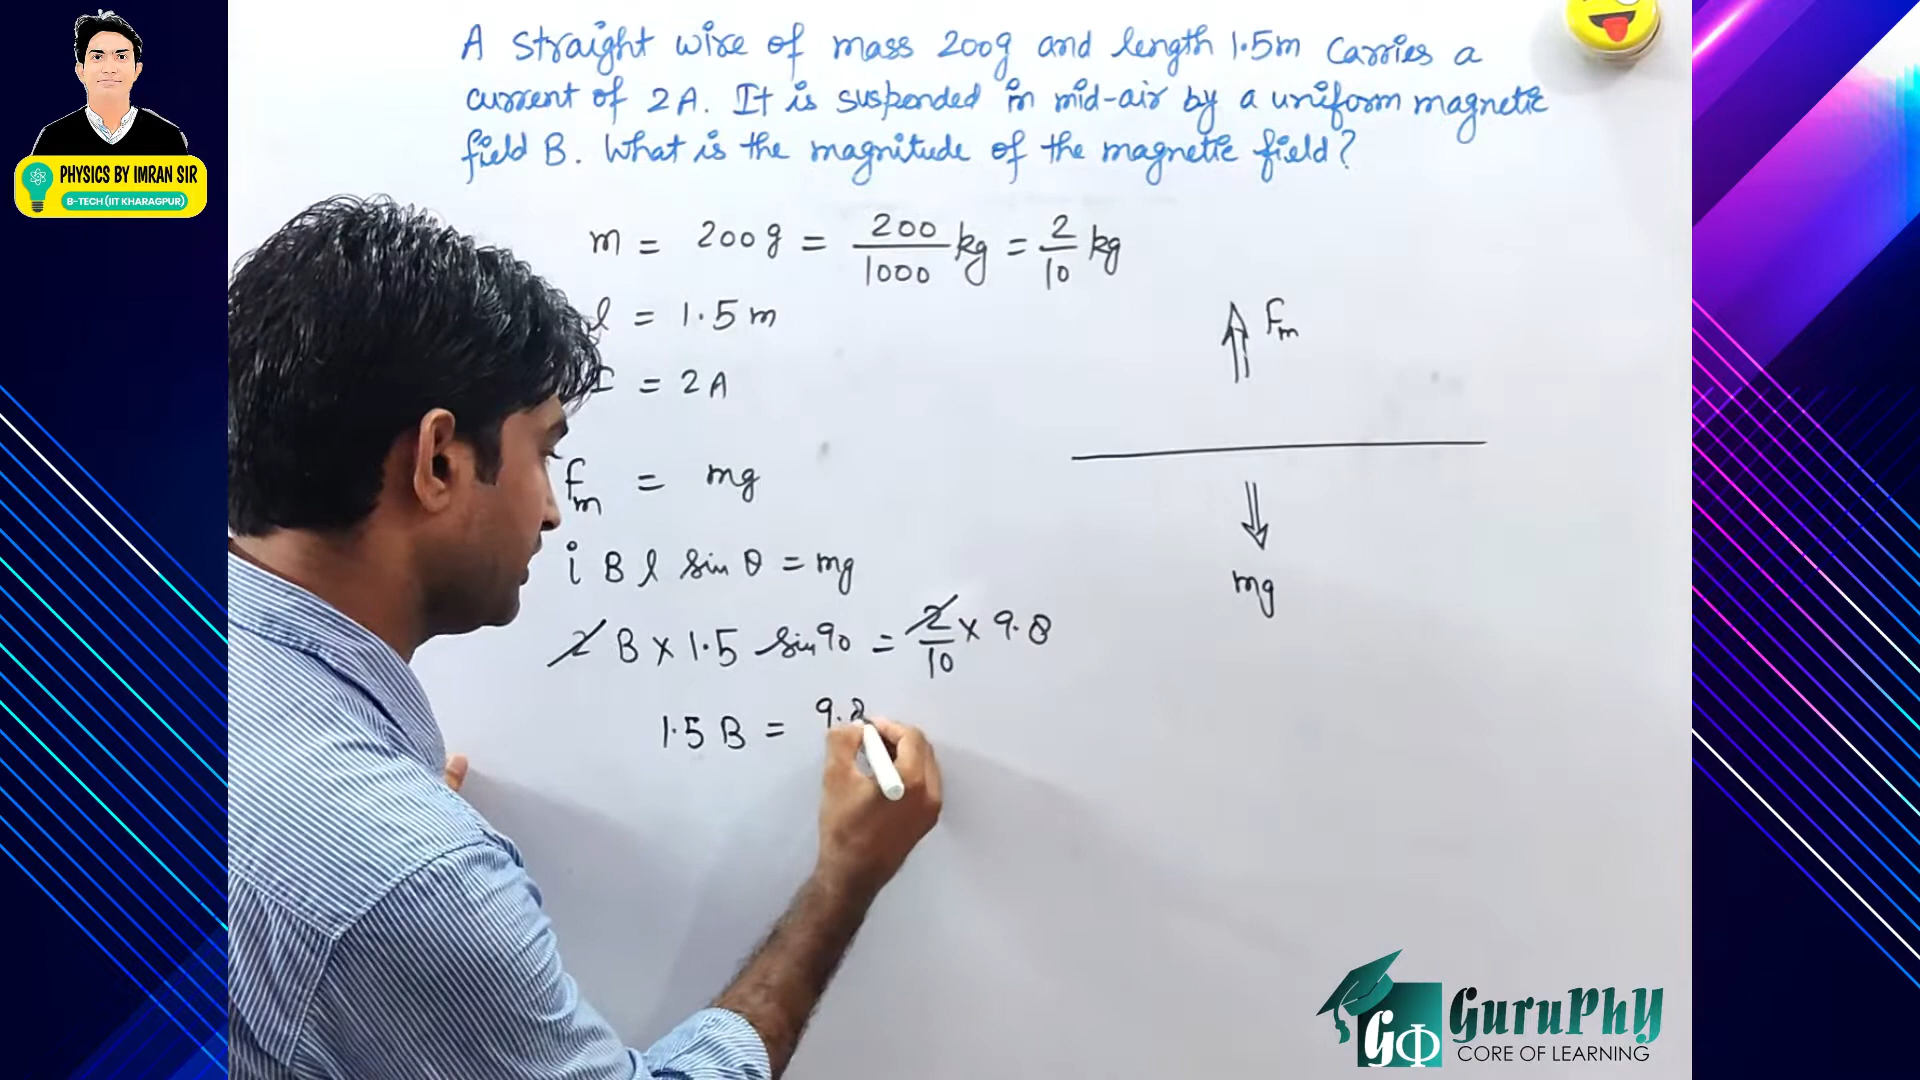 A straight wire of mass 200g and length 1.5m carries a
current of 2A. It is suspended in mid-air by a uniform magnetic
field B. What is the magnitude of the magnetic field?
PHYSICS BY IMRAN SIR
B-TECH (IIT KHARAGPUR)
m = 200g = 200/1000 kg = 2/10 kg
l = 1.5m
I = 2A
Fm
Fm = mg
i B l sin θ = mg
mg
2 B x 1.5 sin 90 = 2/10 x 9.8
1.5 B = 9.8
GΦ GuruPhy
CORE OF LEARNING